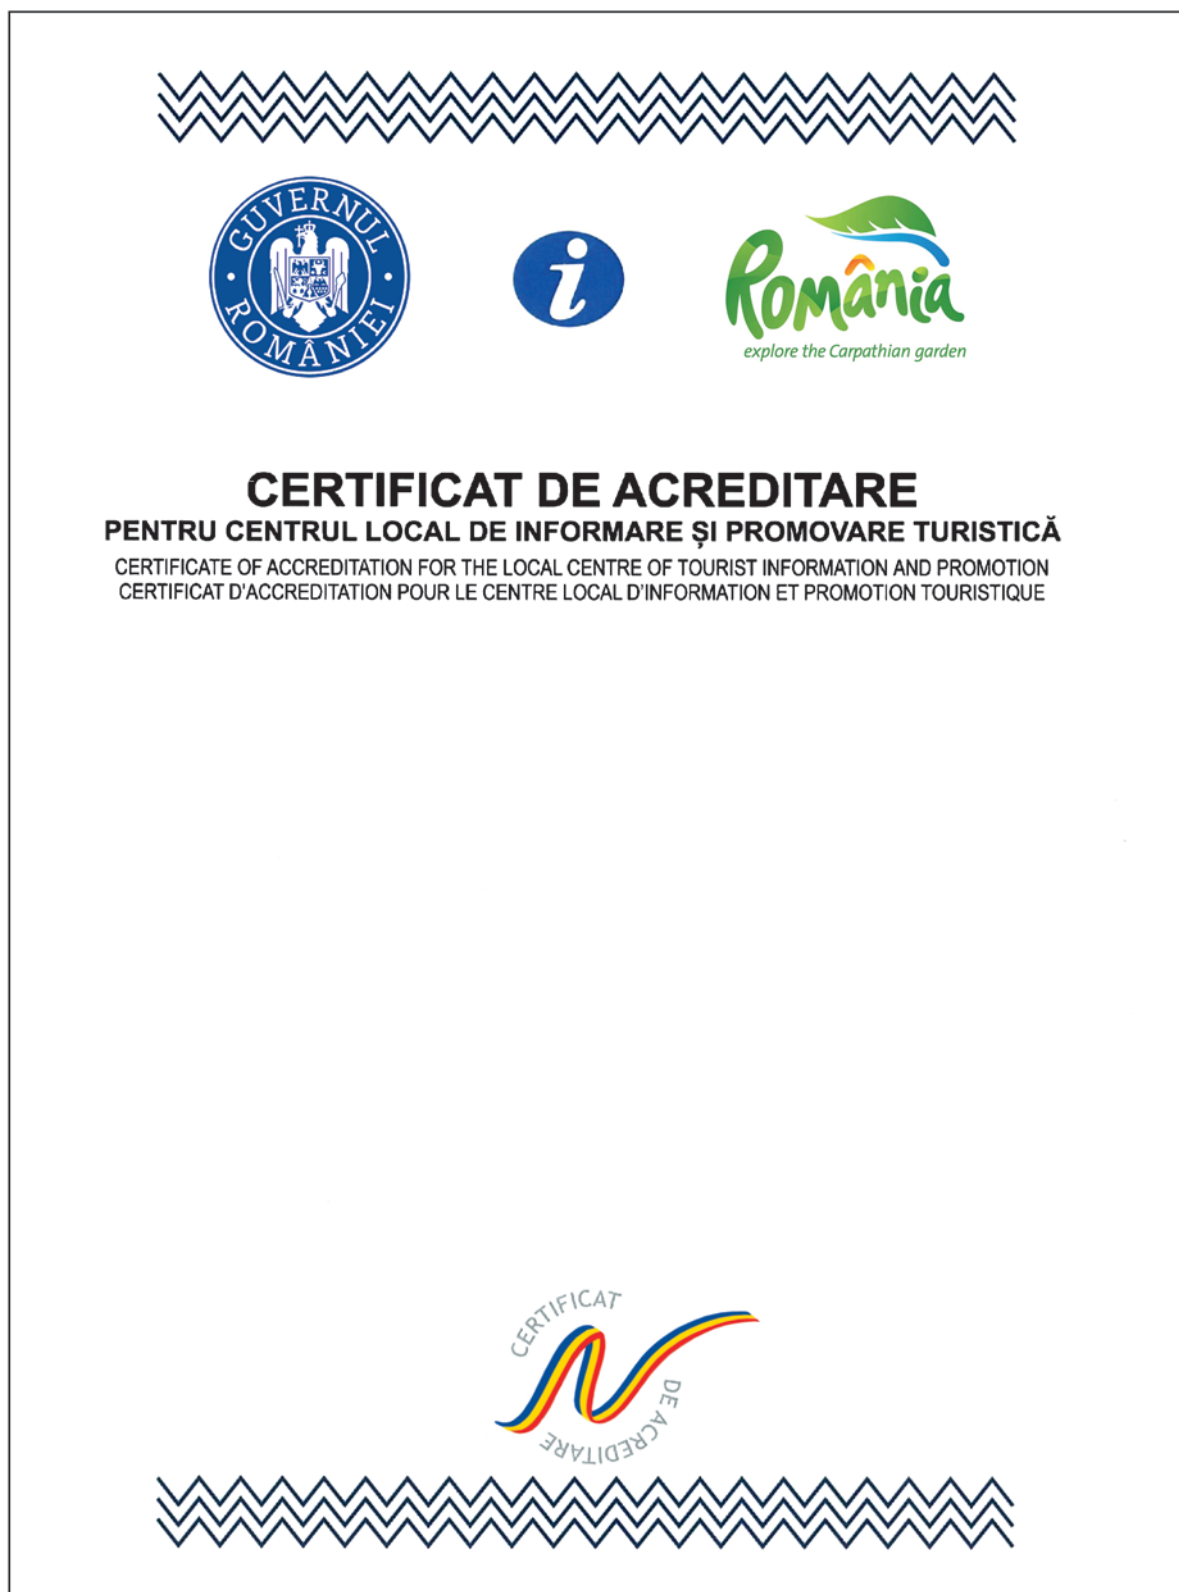 GUVERNUL ROMÂNIEI
i
România
explore the Carpathian garden
CERTIFICAT DE ACREDITARE
PENTRU CENTRUL LOCAL DE INFORMARE ȘI PROMOVARE TURISTICĂ
CERTIFICATE OF ACCREDITATION FOR THE LOCAL CENTRE OF TOURIST INFORMATION AND PROMOTION
CERTIFICAT D'ACCREDITATION POUR LE CENTRE LOCAL D'INFORMATION ET PROMOTION TOURISTIQUE
CERTIFICAT
DE ACREDITARE